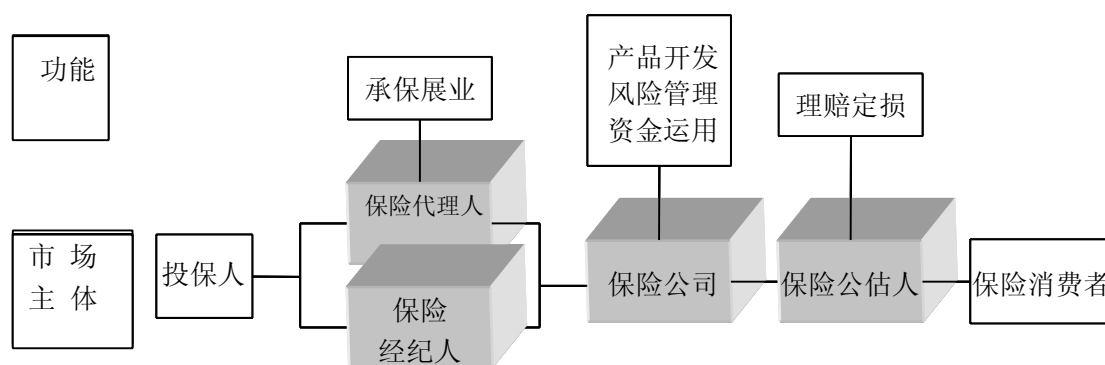 功能
承保展业
产品开发
风险管理
资金运用
理赔定损
市 场
主 体
投保人
保险代理人
保险
经纪人
保险公司
保险公估人
保险消费者